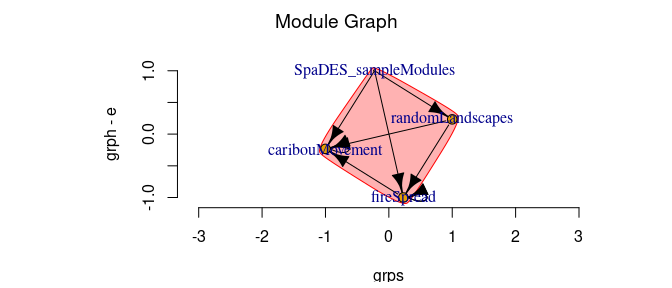 Module Graph
SpaDES_sampleModules
randomLandscapes
caribouMovement
fireSpread
grph - e
1.0
0.0
-1.0
-3 -2 -1 0 1 2 3
grps